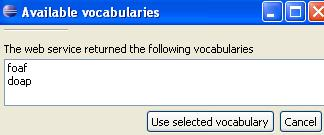 Available vocabularies
The web service returned the following vocabularies
foaf
doap
Use selected vocabulary Cancel